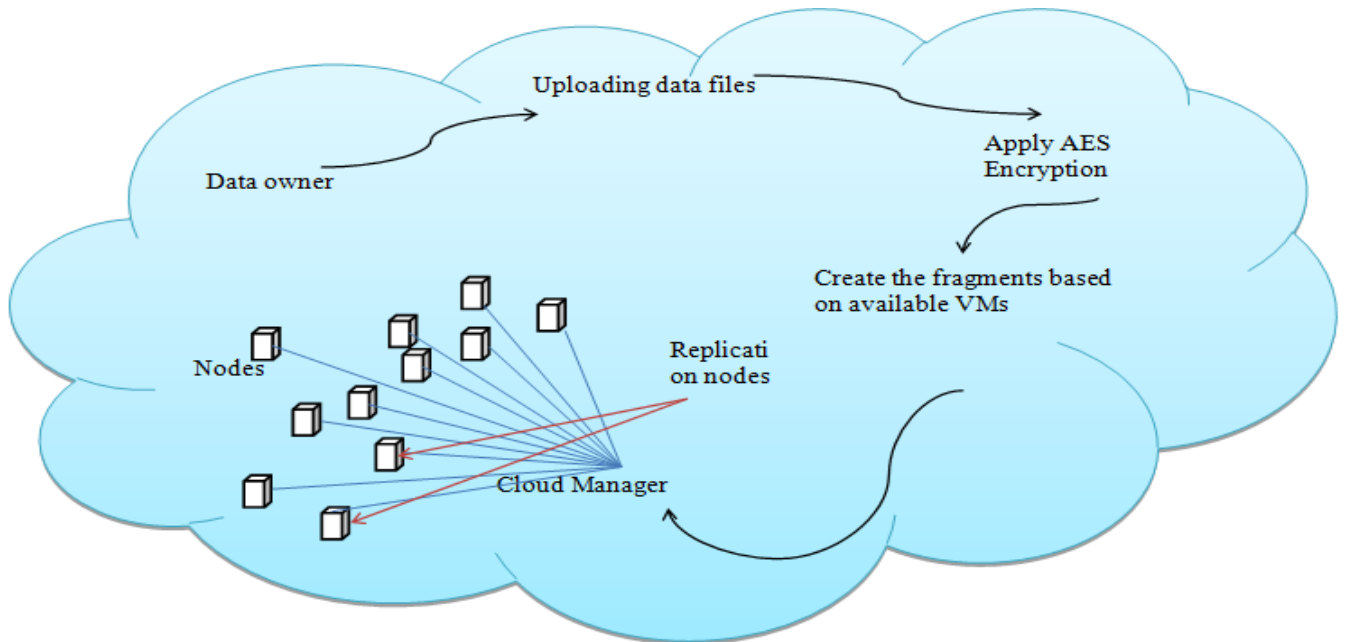 Uploading data files
Data owner
Apply AES
Encryption
Create the fragments based
on available VMs
Nodes
Replicati
on nodes
Cloud Manager